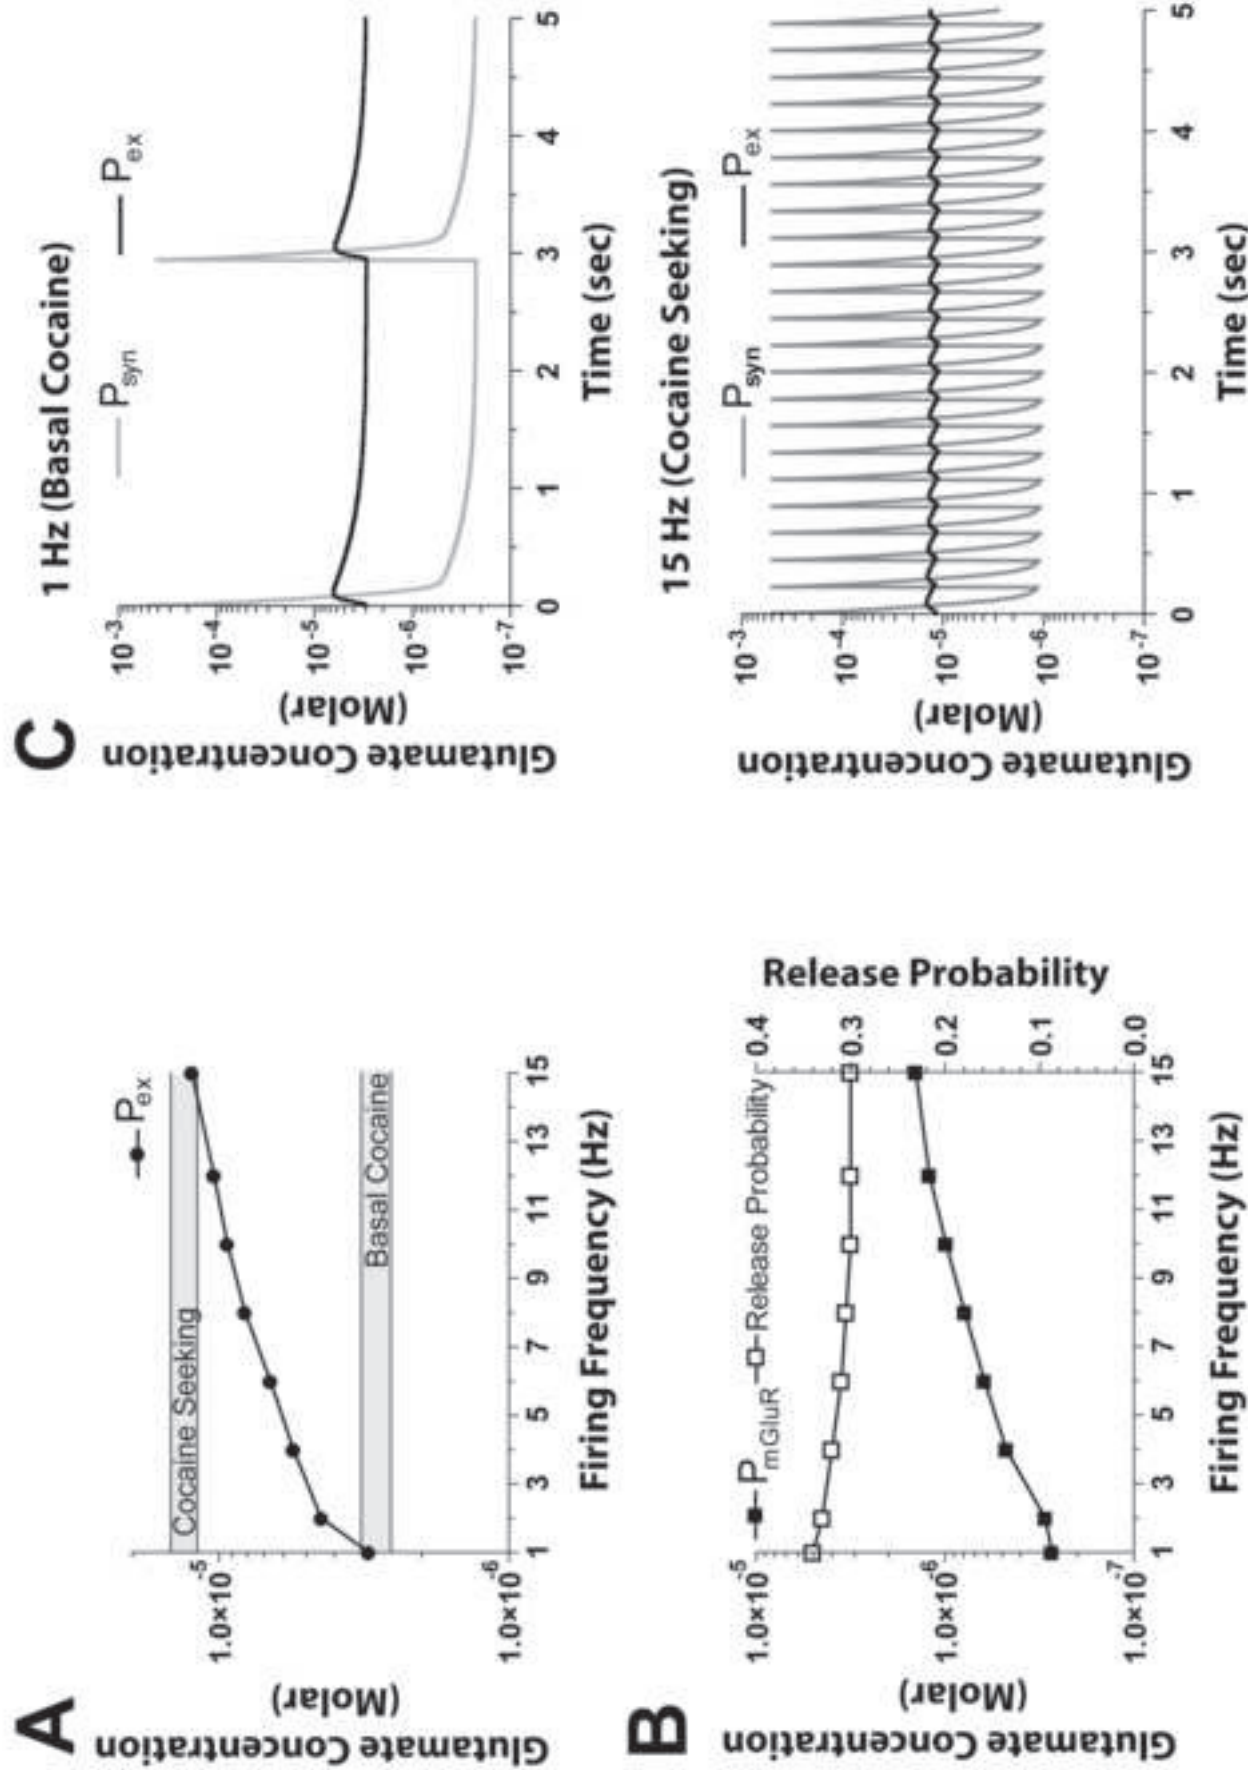 A
Glutamate Concentration
(Molar)
1.0×10-5
1.0×10-6
Pex
Cocaine Seeking
Basal Cocaine
1 3 5 7 9 11 13 15
Firing Frequency (Hz)
B
Glutamate Concentration
(Molar)
1.0×10-5
1.0×10-6
1.0×10-7
PmGluR Release Probability
0.4
0.3
0.2
0.1
0.0
Release Probability
1 3 5 7 9 11 13 15
Firing Frequency (Hz)
C
1 Hz (Basal Cocaine)
Psyn Pex
Glutamate Concentration
(Molar)
10-3
10-4
10-5
10-6
10-7
0 1 2 3 4 5
Time (sec)
15 Hz (Cocaine Seeking)
Psyn Pex
Glutamate Concentration
(Molar)
10-3
10-4
10-5
10-6
10-7
0 1 2 3 4 5
Time (sec)